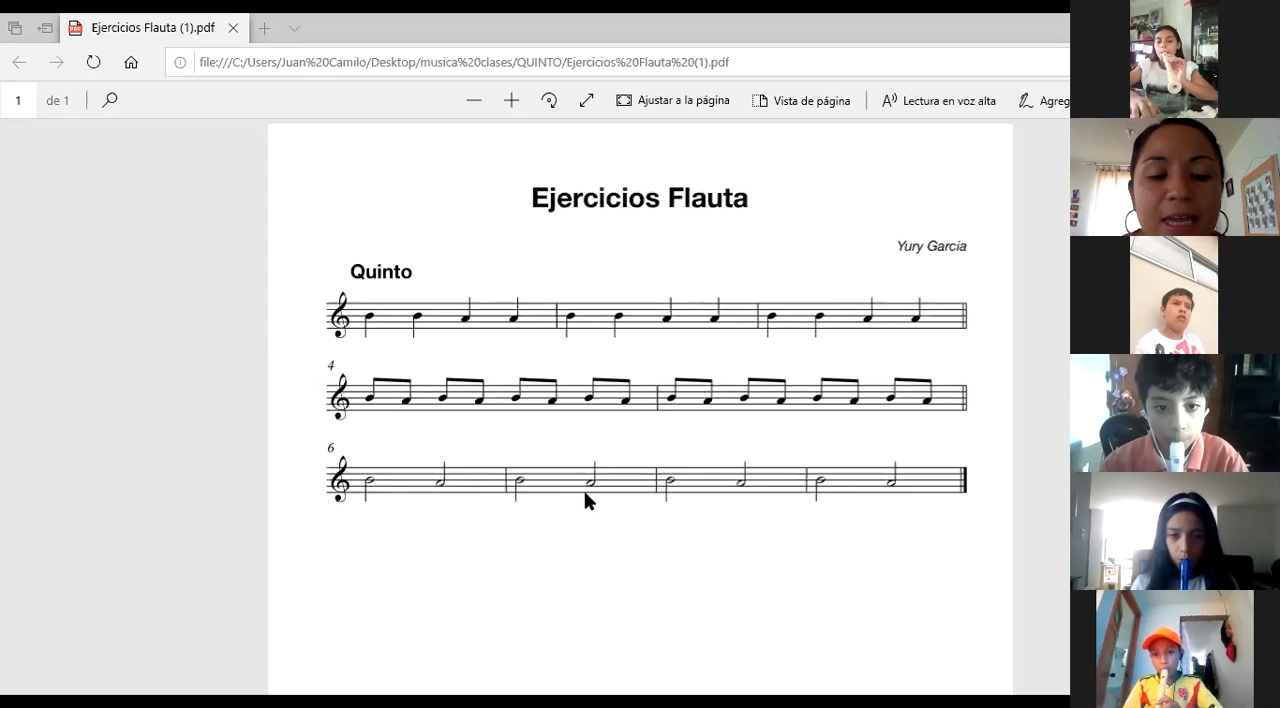 Ejercicios Flauta (1).pdf
file:///C:/Users/Juan%20Camilo/Desktop/musica%20clases/QUINTO/Ejercicios%20Flauta%20(1).pdf
1 de 1 Ajustar a la página Vista de página Lectura en voz alta Agreg
Ejercicios Flauta
Yury Garcia
Quinto
4
6